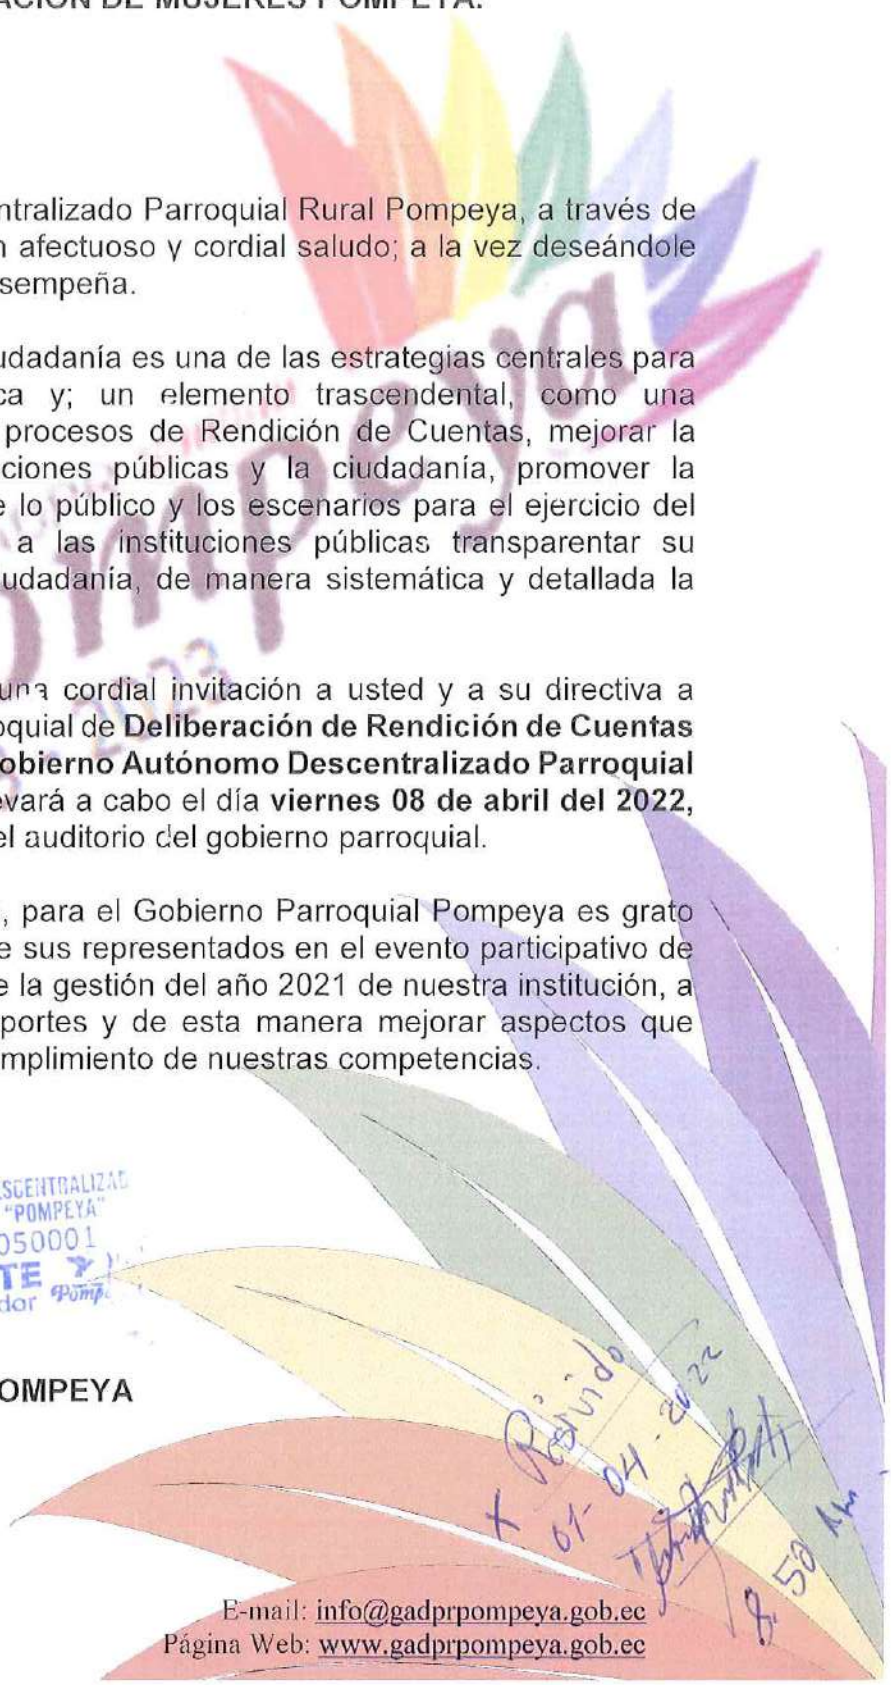 ACIÓN DE MUJERES POMPEYA.
ntralizado Parroquial Rural Pompeya, a través de
n afectuoso y cordial saludo; a la vez deseándole
sempeña.
udadanía es una de las estrategias centrales para
ca y; un elemento trascendental, como una
procesos de Rendición de Cuentas, mejorar la
ciones públicas y la ciudadanía, promover la
e lo público y los escenarios para el ejercicio del
a las instituciones públicas transparentar su
udadanía, de manera sistemática y detallada la
una cordial invitación a usted y a su directiva a
oquial de Deliberación de Rendición de Cuentas
obierno Autónomo Descentralizado Parroquial
evará a cabo el día viernes 08 de abril del 2022,
el auditorio del gobierno parroquial.
, para el Gobierno Parroquial Pompeya es grato
e sus representados en el evento participativo de
e la gestión del año 2021 de nuestra institución, a
portes y de esta manera mejorar aspectos que
mplimiento de nuestras competencias.
ompeya
- 2023
SCENTRALIZAD
"POMPEYA"
050001
TE
dor
OMPEYA
x Recivido
01-04-2022
8:50 Am
E-mail: info@gadprpompeya.gob.ec
Página Web: www.gadprpompeya.gob.ec